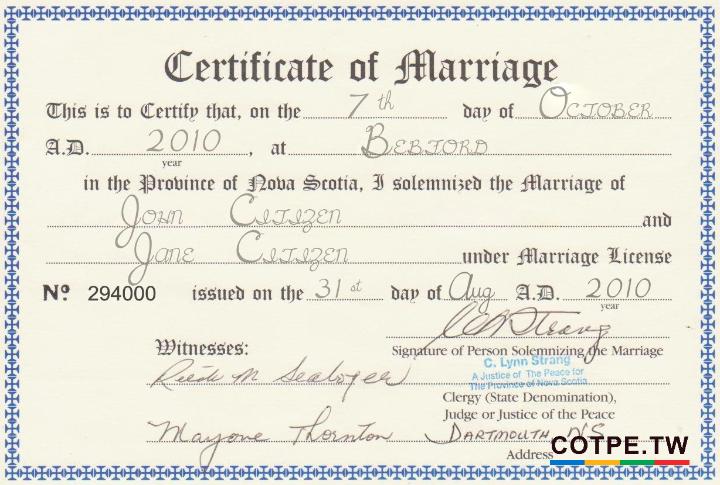 Certificate of Marriage
This is to Certify that, on the 7th day of OCTOBER
A.D. 2010, at BEBFORD
year
in the Province of Nova Scotia, I solemnized the Marriage of
JOHN CITIZEN and
JANE CITIZEN under Marriage License
Nº 294000 issued on the 31st day of Aug A.D. 2010
year
Strang
Witnesses: Signature of Person Solemnizing the Marriage
C. Lynn Strang
A Justice of The Peace for
The Province of Nova Scotia
Clergy (State Denomination),
Judge or Justice of the Peace
Thornton DARTMOUTH, NS
Address
COTPE.TW